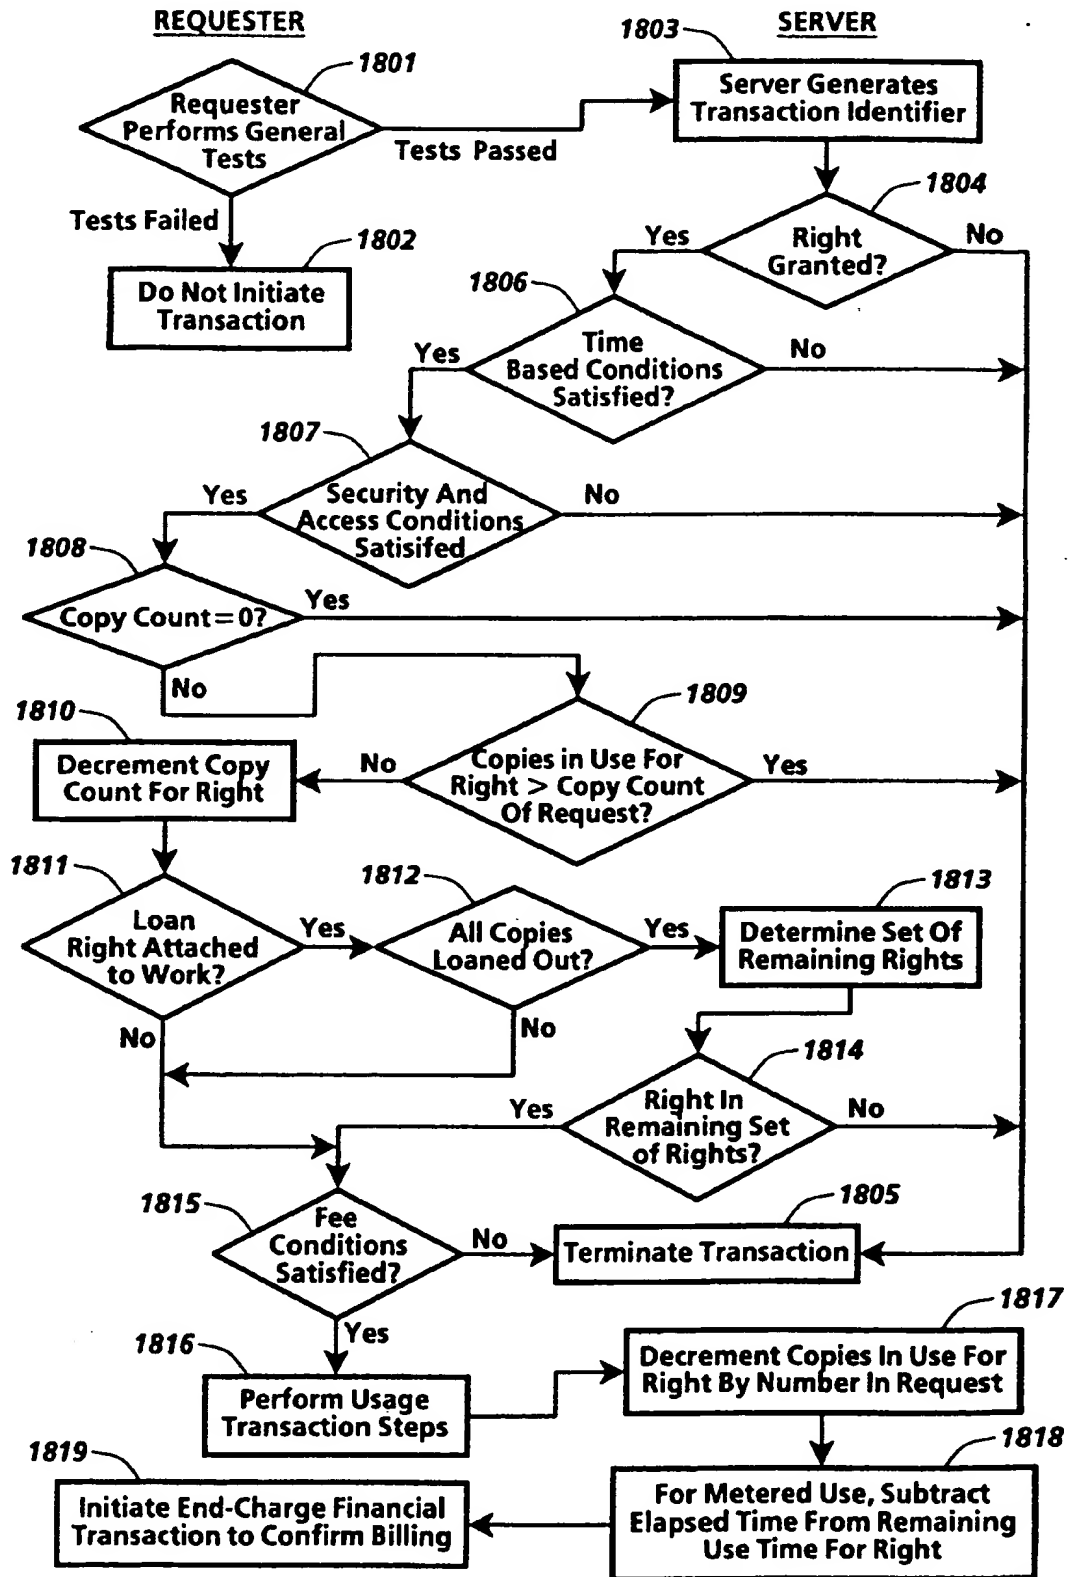 REQUESTER
SERVER
1801
Requester
Performs General
Tests
Tests Passed
Tests Failed
1802
Do Not Initiate
Transaction
1803
Server Generates
Transaction Identifier
1804
Right
Granted?
Yes
No
1806
Time
Based Conditions
Satisfied?
Yes
No
1807
Security And
Access Conditions
Satisifed
Yes
No
1808
Copy Count=0?
Yes
No
1809
Copies in Use For
Right > Copy Count
Of Request?
No
Yes
1810
Decrement Copy
Count For Right
1811
Loan
Right Attached
to Work?
Yes
No
1812
All Copies
Loaned Out?
Yes
No
1813
Determine Set Of
Remaining Rights
1814
Right In
Remaining Set
of Rights?
Yes
No
1815
Fee
Conditions
Satisfied?
No
Yes
1805
Terminate Transaction
1816
Perform Usage
Transaction Steps
1817
Decrement Copies In Use For
Right By Number In Request
1818
For Metered Use, Subtract
Elapsed Time From Remaining
Use Time For Right
1819
Initiate End-Charge Financial
Transaction to Confirm Billing